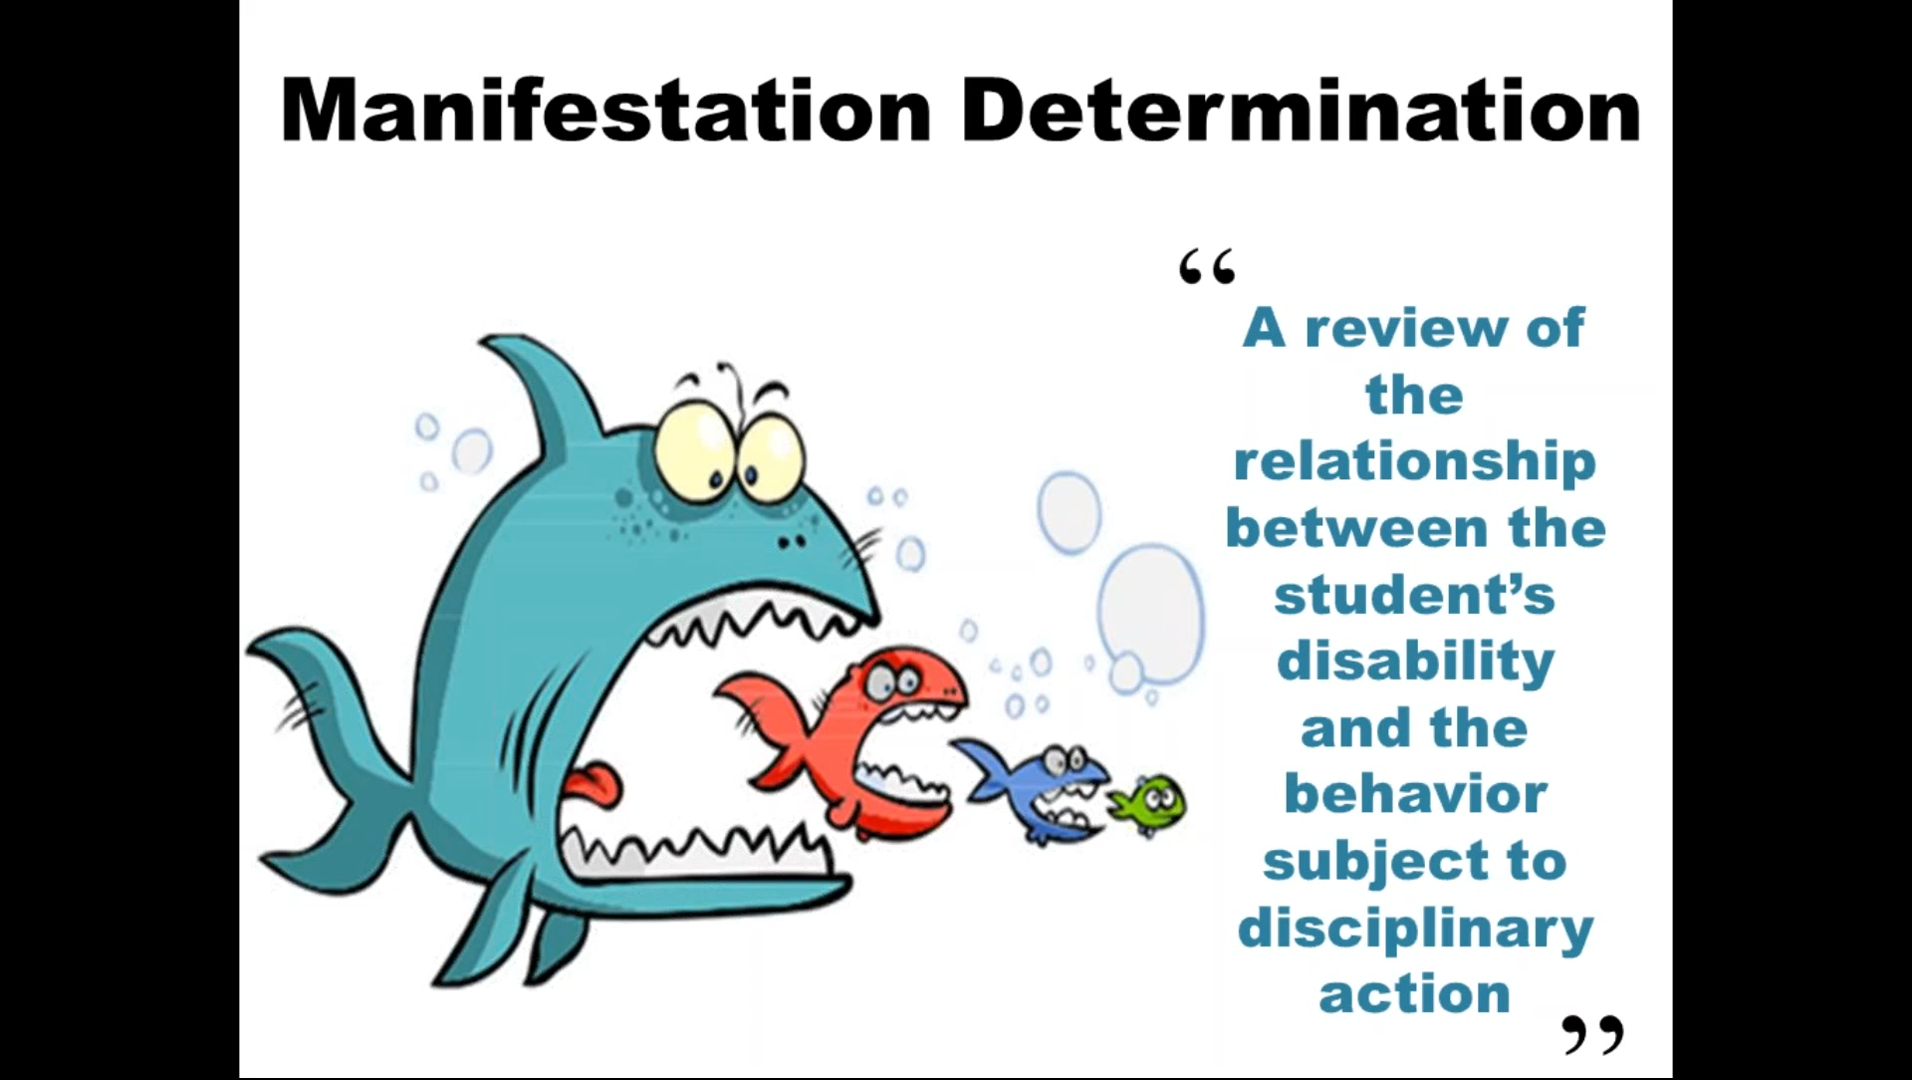 Manifestation Determination
“
A review of
the
relationship
between the
student’s
disability
and the
behavior
subject to
disciplinary
action
”